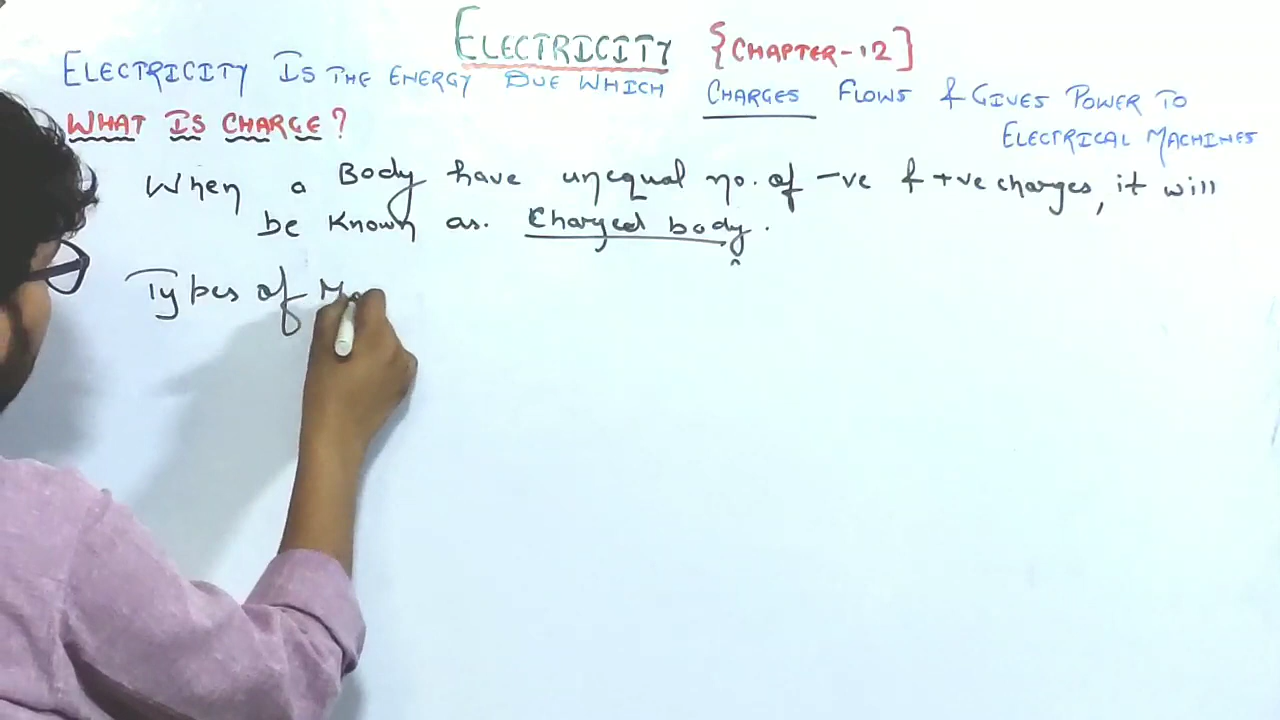 ELECTRICITY {CHAPTER-12]
ELECTRICITY IS THE ENERGY DUE WHICH CHARGES FLOWS & GIVES POWER TO
ELECTRICAL MACHINES
WHAT IS CHARGE?
When a Body have unequal no. of -ve & +ve charges, it will
be known as. Charged body.
Types of